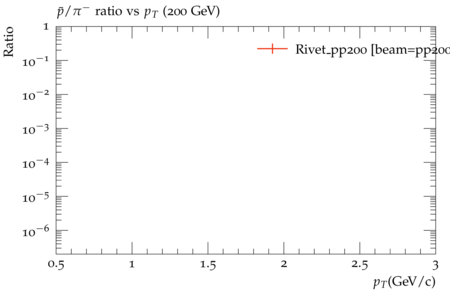 p̄/π⁻ ratio vs p_T (200 GeV)
Ratio
1
10⁻¹
10⁻²
10⁻³
10⁻⁴
10⁻⁵
10⁻⁶
Rivet_pp200 [beam=pp200
0.5 1 1.5 2 2.5 3
p_T(GeV/c)